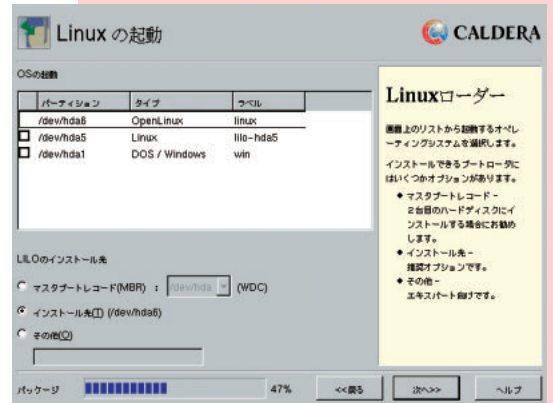 Linux の起動
CALDERA
OSの起動
パーティション タイプ ラベル
/dev/hda6 OpenLinux linux
/dev/hda5 Linux lilo-hda5
/dev/hda1 DOS / Windows win
LILOのインストール先
マスタブートレコード(MBR) : /dev/hda (WDC)
インストール先(I) (/dev/hda6)
その他(O)
Linuxローダー
画面上のリストから起動するオペレ
ーティングシステムを選択します。
インストールできるブートローダに
はいくつかオプションがあります。
マスタブートレコード -
2台目のハードディスクにイ
ンストールする場合にお勧め
します。
インストール先 -
推奨オプションです。
その他 -
エキスパート向けです。
パッケージ 47% <<戻る 次へ>> ヘルプ